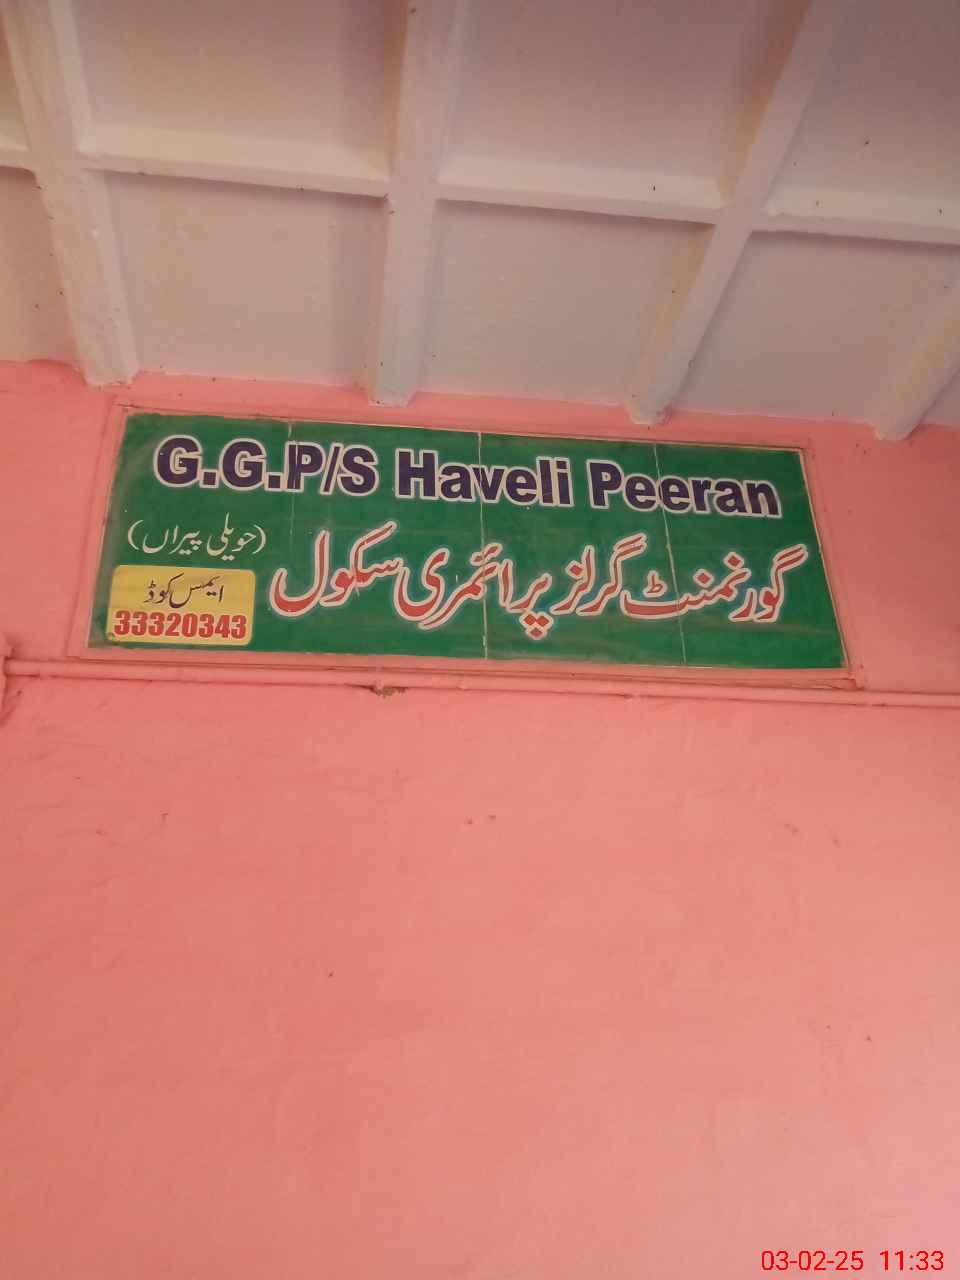 G.G.P/S Haveli Peeran
گورنمنٹ گرلز پرائمری سکول
(حویلی پیراں)
ایمس کوڈ
33320343
03-02-25 11:33